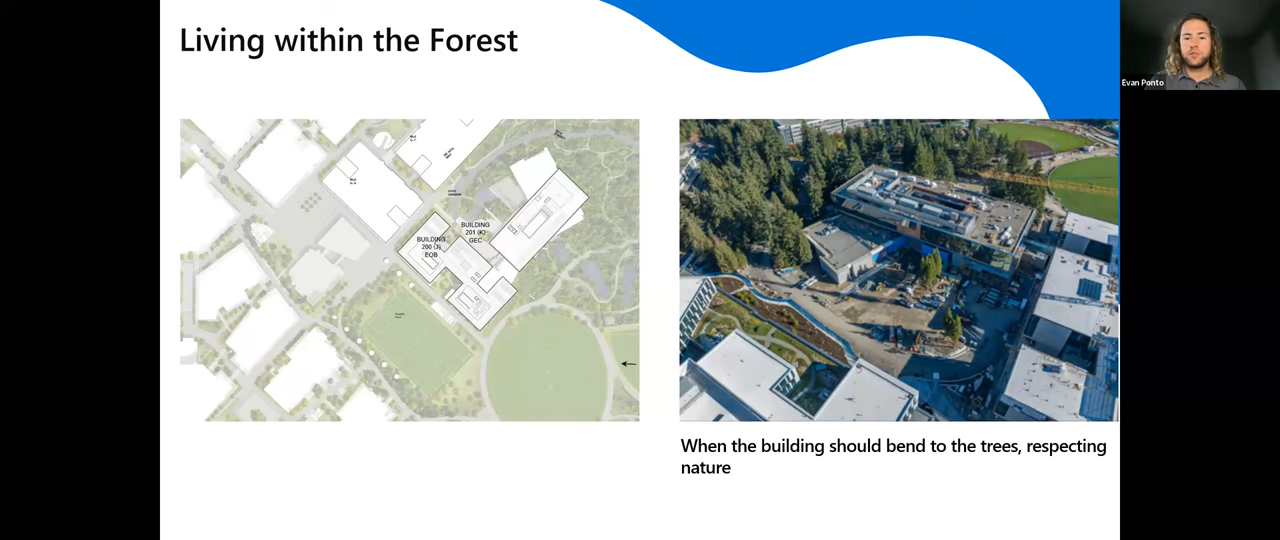 Living within the Forest
Evan Ponto
BUILDING
201 (K)
GEC
BUILDING
200 (J)
EOB
When the building should bend to the trees, respecting
nature